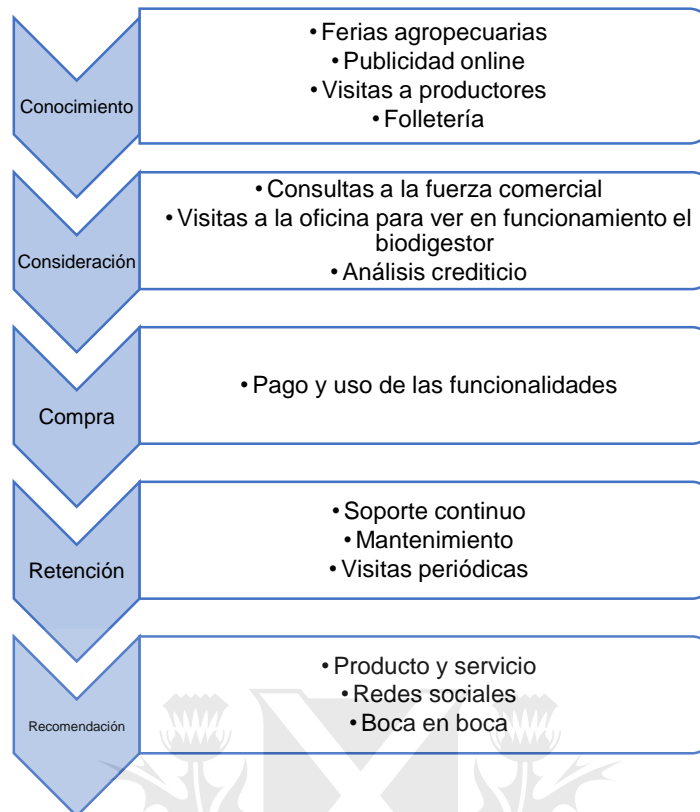 Conocimiento
• Ferias agropecuarias
• Publicidad online
• Visitas a productores
• Folletería
Consideración
• Consultas a la fuerza comercial
• Visitas a la oficina para ver en funcionamiento el
biodigestor
• Análisis crediticio
Compra
• Pago y uso de las funcionalidades
Retención
• Soporte continuo
• Mantenimiento
• Visitas periódicas
Recomendación
• Producto y servicio
• Redes sociales
• Boca en boca